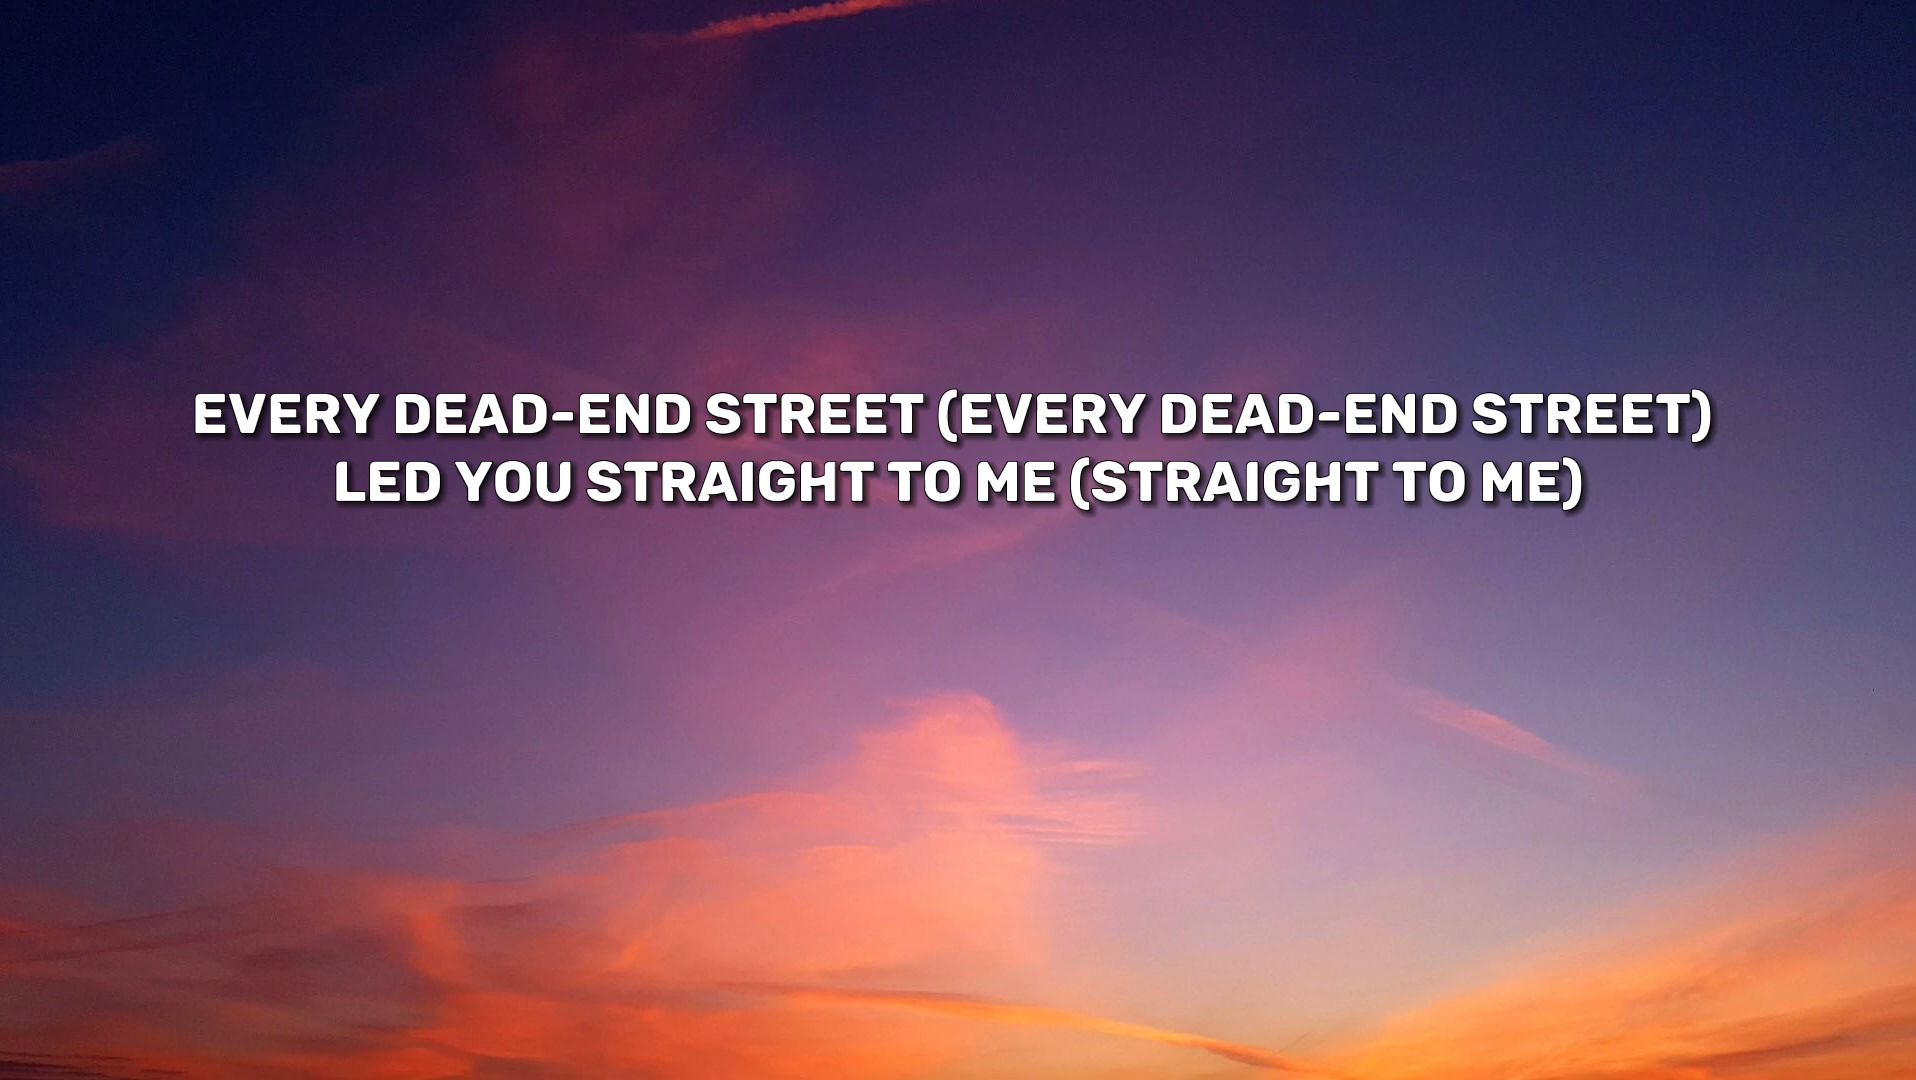 EVERY DEAD-END STREET (EVERY DEAD-END STREET)
LED YOU STRAIGHT TO ME (STRAIGHT TO ME)